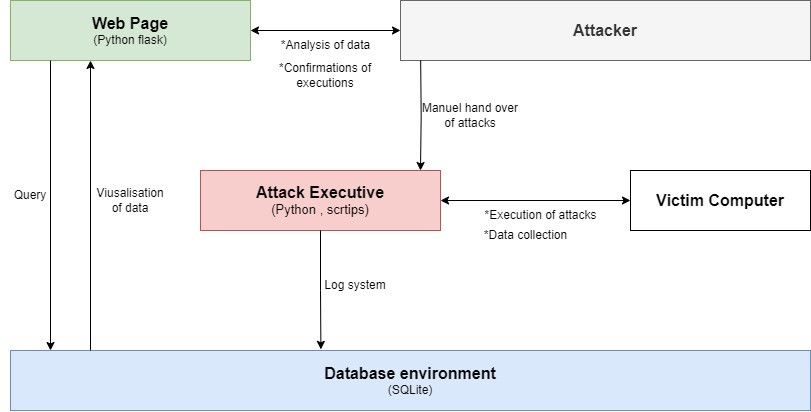 Web Page
(Python flask)
*Analysis of data
*Confirmations of
executions
Attacker
Manuel hand over
of attacks
Query
Viusalisation
of data
Attack Executive
(Python , scrtips)
*Execution of attacks
*Data collection
Victim Computer
Log system
Database environment
(SQLite)